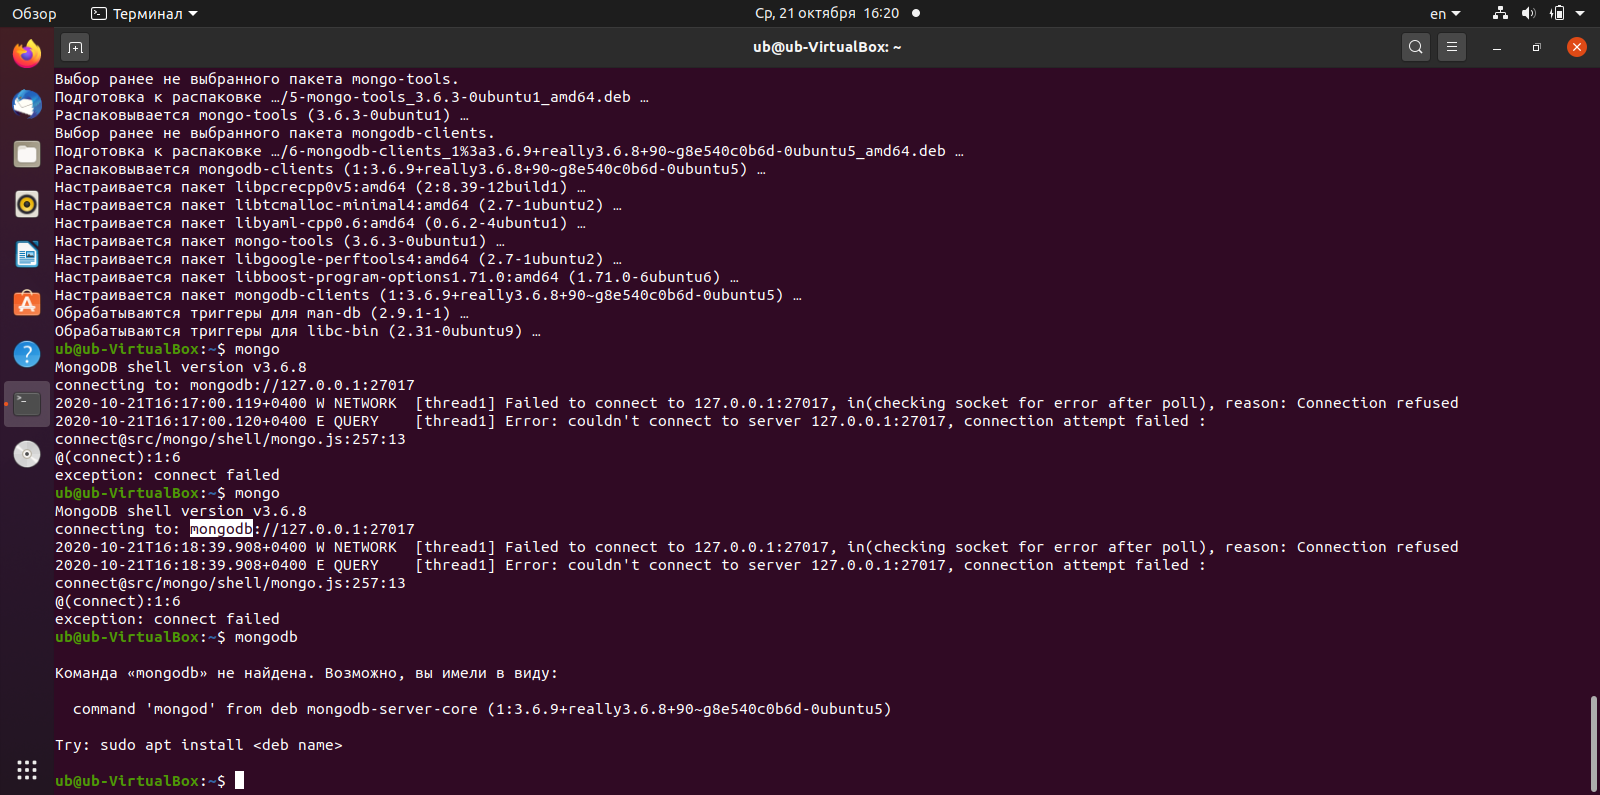 Обзор
Терминал
Ср, 21 октября 16:20
en
ub@ub-VirtualBox: ~
Выбор ранее не выбранного пакета mongo-tools.
Подготовка к распаковке …/5-mongo-tools_3.6.3-0ubuntu1_amd64.deb …
Распаковывается mongo-tools (3.6.3-0ubuntu1) …
Выбор ранее не выбранного пакета mongodb-clients.
Подготовка к распаковке …/6-mongodb-clients_1%3a3.6.9+really3.6.8+90~g8e540c0b6d-0ubuntu5_amd64.deb …
Распаковывается mongodb-clients (1:3.6.9+really3.6.8+90~g8e540c0b6d-0ubuntu5) …
Настраивается пакет libpcrecpp0v5:amd64 (2:8.39-12build1) …
Настраивается пакет libtcmalloc-minimal4:amd64 (2.7-1ubuntu2) …
Настраивается пакет libyaml-cpp0.6:amd64 (0.6.2-4ubuntu1) …
Настраивается пакет mongo-tools (3.6.3-0ubuntu1) …
Настраивается пакет libgoogle-perftools4:amd64 (2.7-1ubuntu2) …
Настраивается пакет libboost-program-options1.71.0:amd64 (1.71.0-6ubuntu6) …
Настраивается пакет mongodb-clients (1:3.6.9+really3.6.8+90~g8e540c0b6d-0ubuntu5) …
Обрабатываются триггеры для man-db (2.9.1-1) …
Обрабатываются триггеры для libc-bin (2.31-0ubuntu9) …
ub@ub-VirtualBox:~$ mongo
MongoDB shell version v3.6.8
connecting to: mongodb://127.0.0.1:27017
2020-10-21T16:17:00.119+0400 W NETWORK  [thread1] Failed to connect to 127.0.0.1:27017, in(checking socket for error after poll), reason: Connection refused
2020-10-21T16:17:00.120+0400 E QUERY    [thread1] Error: couldn't connect to server 127.0.0.1:27017, connection attempt failed :
connect@src/mongo/shell/mongo.js:257:13
@(connect):1:6
exception: connect failed
ub@ub-VirtualBox:~$ mongo
MongoDB shell version v3.6.8
connecting to: mongodb://127.0.0.1:27017
2020-10-21T16:18:39.908+0400 W NETWORK  [thread1] Failed to connect to 127.0.0.1:27017, in(checking socket for error after poll), reason: Connection refused
2020-10-21T16:18:39.908+0400 E QUERY    [thread1] Error: couldn't connect to server 127.0.0.1:27017, connection attempt failed :
connect@src/mongo/shell/mongo.js:257:13
@(connect):1:6
exception: connect failed
ub@ub-VirtualBox:~$ mongodb
Команда «mongodb» не найдена. Возможно, вы имели в виду:
command 'mongod' from deb mongodb-server-core (1:3.6.9+really3.6.8+90~g8e540c0b6d-0ubuntu5)
Try: sudo apt install <deb name>
ub@ub-VirtualBox:~$